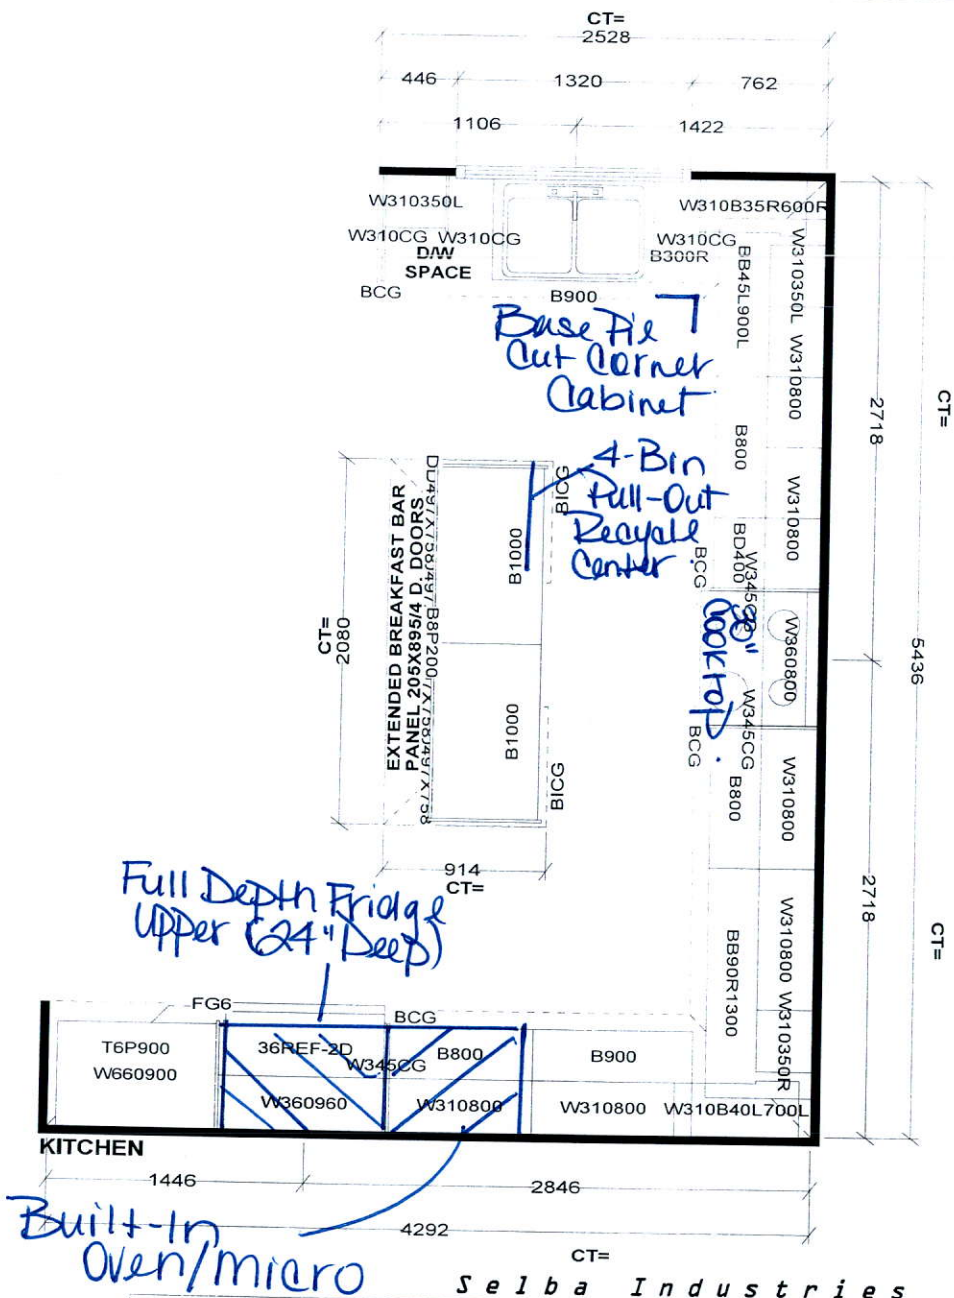 CT=
2528
446 1320 762
1106 1422
W310350L W310B35R600R
W310CG W310CG W310CG
D/W B300R
SPACE
BCG B900
BB45L900L
W310350L W310800
Base Pie
Cut Corner
Cabinet
2718
CT=
B800
W310800
4-Bin
Pull-Out
Recycle
Center.
BICG
B1000
EXTENDED BREAKFAST BAR
PANEL 205X895/4 D. DOORS
CT=
2080
BD400
BCG
W360800
30"
Cooktop.
W345CG
5436
B1000
BICG
BCG
B800
W310800
914
CT=
2718
CT=
Full Depth Fridge
Upper (24" Deep)
BB90R1300
W310800 W310350R
FG6 BCG
T6P900 36REF-2D B800 B900
W660900 W345CG
W360960 W310800 W310800 W310B40L700L
KITCHEN
1446 2846
4292
CT=
Built-In
Oven/micro
Selba Industries